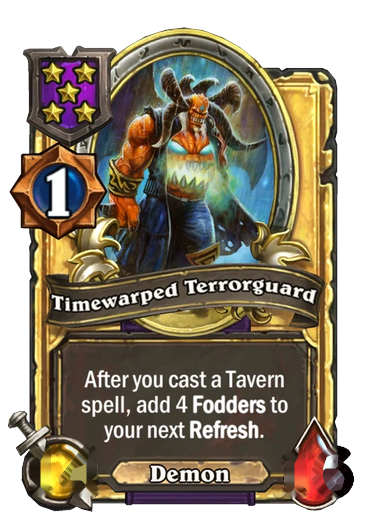 1
Timewarped Terrorguard
After you cast a Tavern
spell, add 4 Fodders to
your next Refresh.
Demon